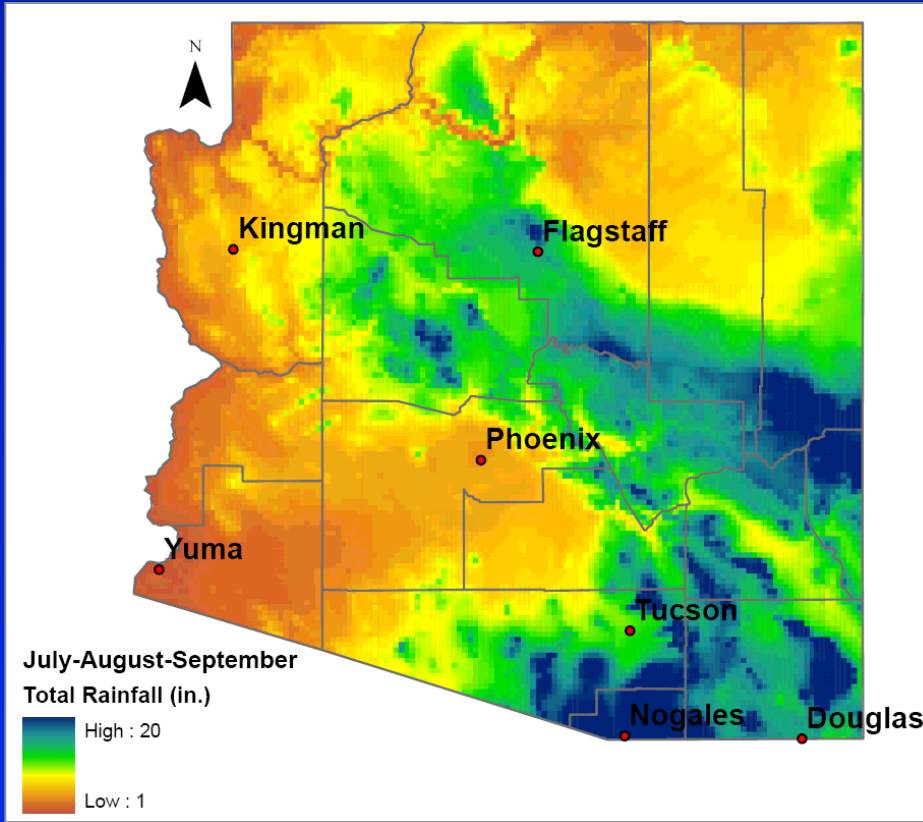 N
Kingman
Flagstaff
Phoenix
Yuma
Tucson
Nogales
Douglas
July-August-September
Total Rainfall (in.)
High : 20
Low : 1